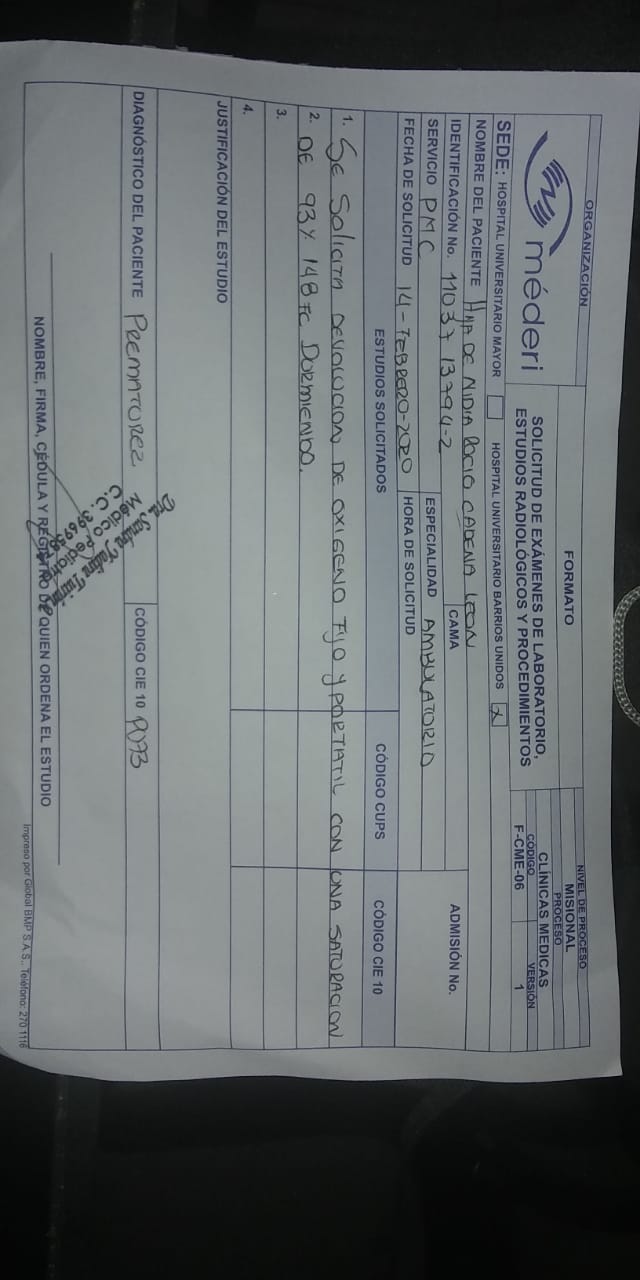 ORGANIZACIÓN
FORMATO
NIVEL DE PROCESO
MISIONAL
PROCESO
méderi
SOLICITUD DE EXÁMENES DE LABORATORIO,
ESTUDIOS RADIOLÓGICOS Y PROCEDIMIENTOS
CLÍNICAS MEDICAS
CÓDIGO VERSIÓN
F-CME-06 1
SEDE: HOSPITAL UNIVERSITARIO MAYOR HOSPITAL UNIVERSITARIO BARRIOS UNIDOS X
NOMBRE DEL PACIENTE HIJA DE NIDIA ROCIO CADENA LEON
IDENTIFICACIÓN No. 11037 13794-2 CAMA ADMISIÓN No.
SERVICIO PMC ESPECIALIDAD AMBULATORIO
FECHA DE SOLICITUD 14-FEBRERO-2020 HORA DE SOLICITUD
ESTUDIOS SOLICITADOS CÓDIGO CUPS CÓDIGO CIE 10
1. SE SOLICITA DEVOLUCION DE OXIGENO FIJO Y PORTATIL CON UNA SATURACION
2. DE 93% 148 FC DORMIENDO.
3.
4.
JUSTIFICACIÓN DEL ESTUDIO
DIAGNÓSTICO DEL PACIENTE PREMATUREZ CÓDIGO CIE 10 P073
Médico Pediatra
C.C.
NOMBRE, FIRMA, CÉDULA Y REGISTRO DE QUIEN ORDENA EL ESTUDIO
Impreso por Global BMP S.A.S., Teléfono: 270 1116